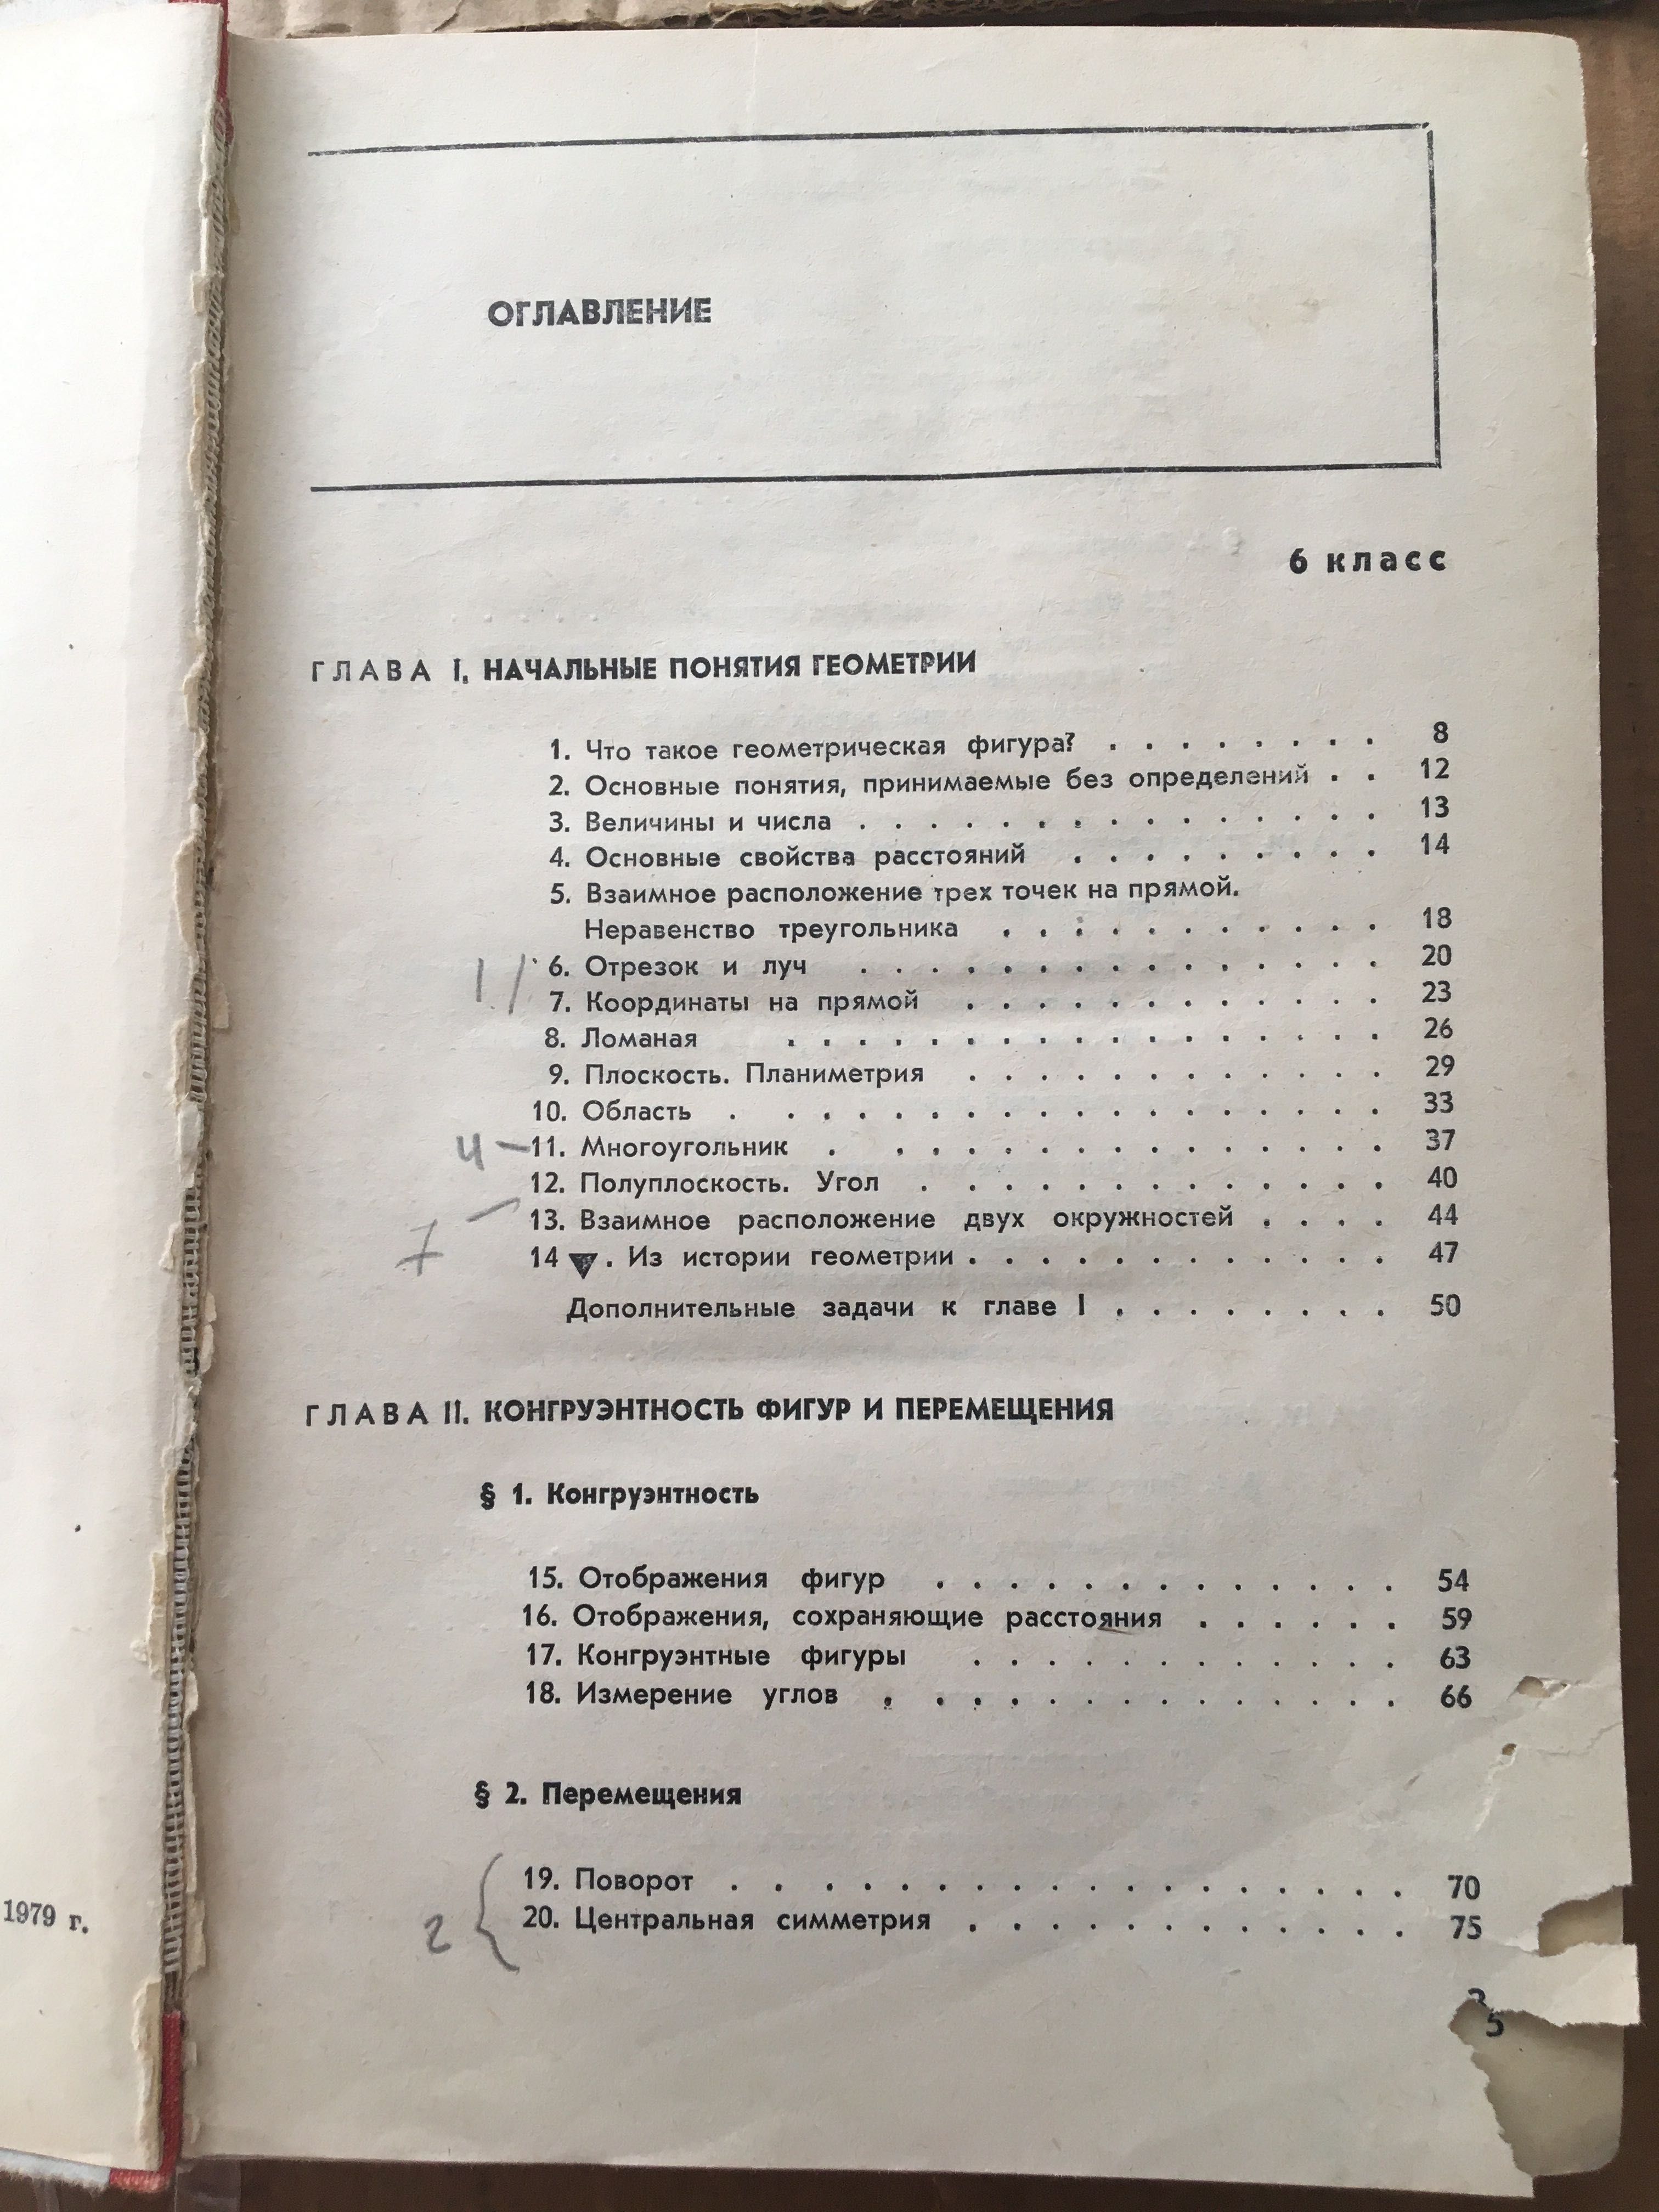 ОГЛАВЛЕНИЕ
6 класс
ГЛАВА I. НАЧАЛЬНЫЕ ПОНЯТИЯ ГЕОМЕТРИИ
1. Что такое геометрическая фигура? . . . . . . . . 8
2. Основные понятия, принимаемые без определений . . 12
3. Величины и числа . . . . . . . . . . . . . . . 13
4. Основные свойства расстояний . . . . . . . . . 14
5. Взаимное расположение трех точек на прямой.
Неравенство треугольника . . . . . . . . . . . 18
6. Отрезок и луч . . . . . . . . . . . . . . . 20
7. Координаты на прямой . . . . . . . . . . . . 23
8. Ломаная . . . . . . . . . . . . . . . . . 26
9. Плоскость. Планиметрия . . . . . . . . . . . . 29
10. Область . . . . . . . . . . . . . . . . . . 33
4 – 11. Многоугольник . . . . . . . . . . . . . . . 37
12. Полуплоскость. Угол . . . . . . . . . . . . . 40
13. Взаимное расположение двух окружностей . . . . 44
7 14 ▼. Из истории геометрии . . . . . . . . . . . . 47
Дополнительные задачи к главе I . . . . . . . . 50
ГЛАВА II. КОНГРУЭНТНОСТЬ ФИГУР И ПЕРЕМЕЩЕНИЯ
§ 1. Конгруэнтность
15. Отображения фигур . . . . . . . . . . . . . 54
16. Отображения, сохраняющие расстояния . . . . . . 59
17. Конгруэнтные фигуры . . . . . . . . . . . . 63
18. Измерение углов . . . . . . . . . . . . . . 66
§ 2. Перемещения
19. Поворот . . . . . . . . . . . . . . . . . . . 70
2 { 20. Центральная симметрия . . . . . . . . . . . . . 75
1979 г.
5